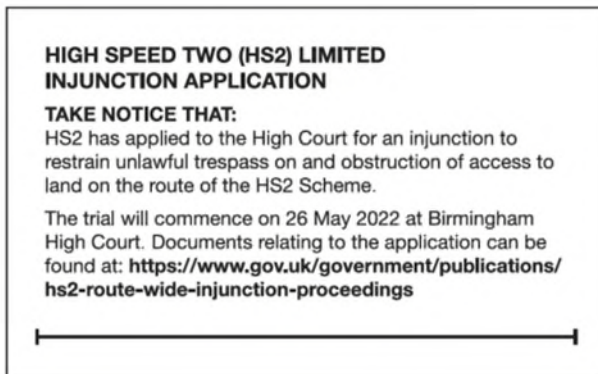 HIGH SPEED TWO (HS2) LIMITED
INJUNCTION APPLICATION
TAKE NOTICE THAT:
HS2 has applied to the High Court for an injunction to
restrain unlawful trespass on and obstruction of access to
land on the route of the HS2 Scheme.
The trial will commence on 26 May 2022 at Birmingham
High Court. Documents relating to the application can be
found at: https://www.gov.uk/government/publications/
hs2-route-wide-injunction-proceedings